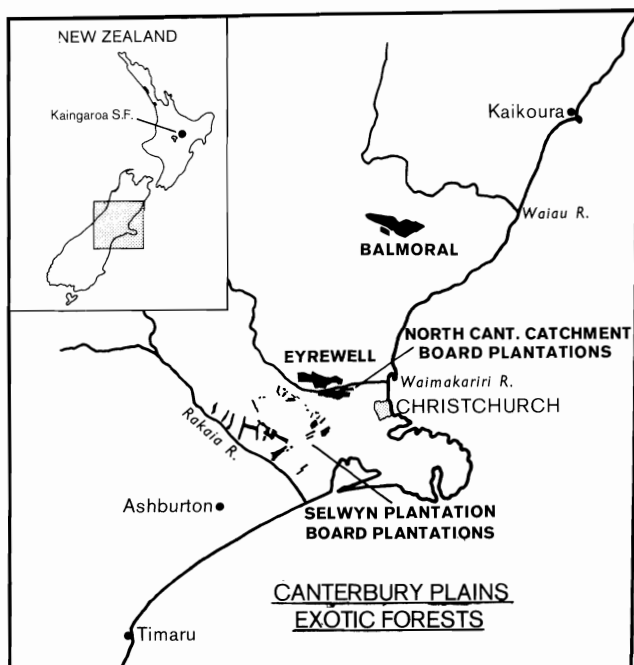 NEW ZEALAND
Kaingaroa S.F.
Kaikoura
Waiau R.
BALMORAL
NORTH CANT. CATCHMENT
BOARD PLANTATIONS
EYREWELL
Waimakariri R.
CHRISTCHURCH
Rakaia R.
Ashburton
SELWYN PLANTATION
BOARD PLANTATIONS
CANTERBURY PLAINS
EXOTIC FORESTS
Timaru